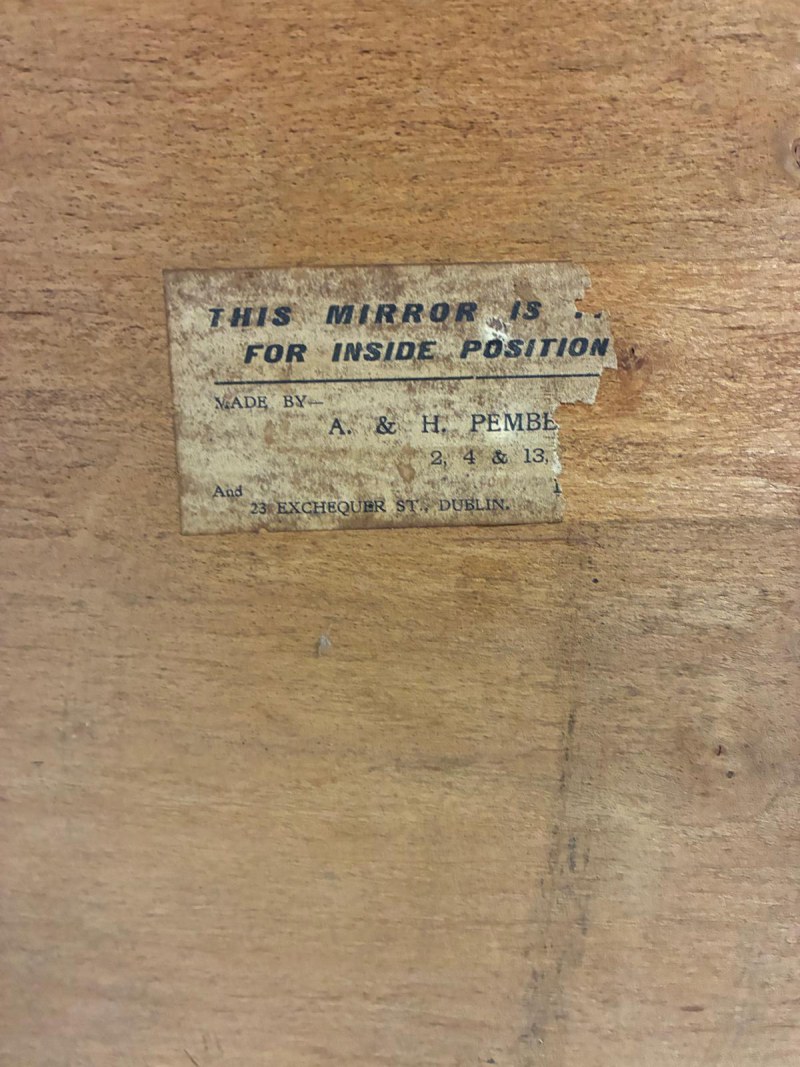 THIS MIRROR IS
FOR INSIDE POSITION
MADE BY—
A. & H. PEMBE
2, 4 & 13,
And
23 EXCHEQUER ST., DUBLIN.